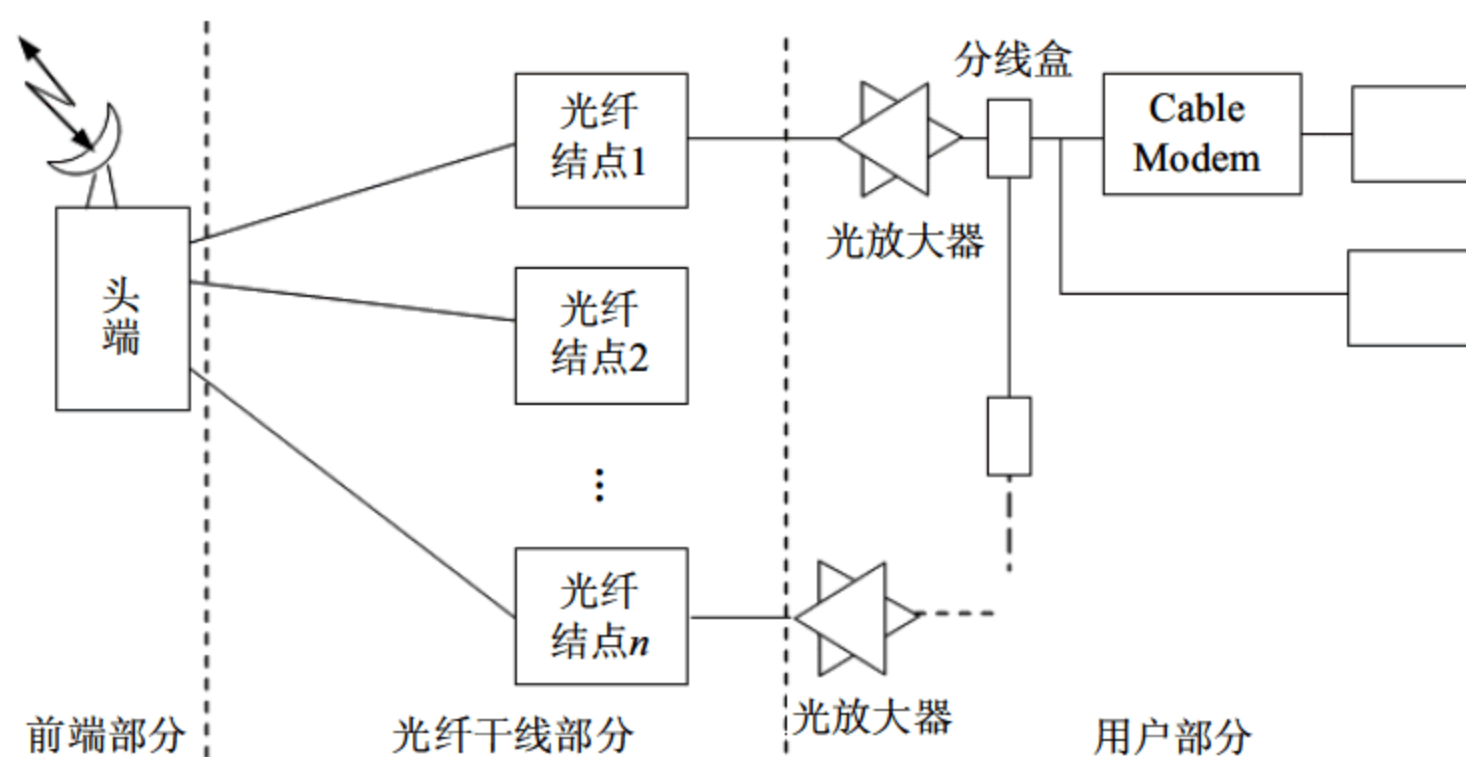 分线盒
光纤
结点1
Cable
Modem
光放大器
头
端
光纤
结点2
⋮
光纤
结点n
光放大器
前端部分
光纤干线部分
用户部分